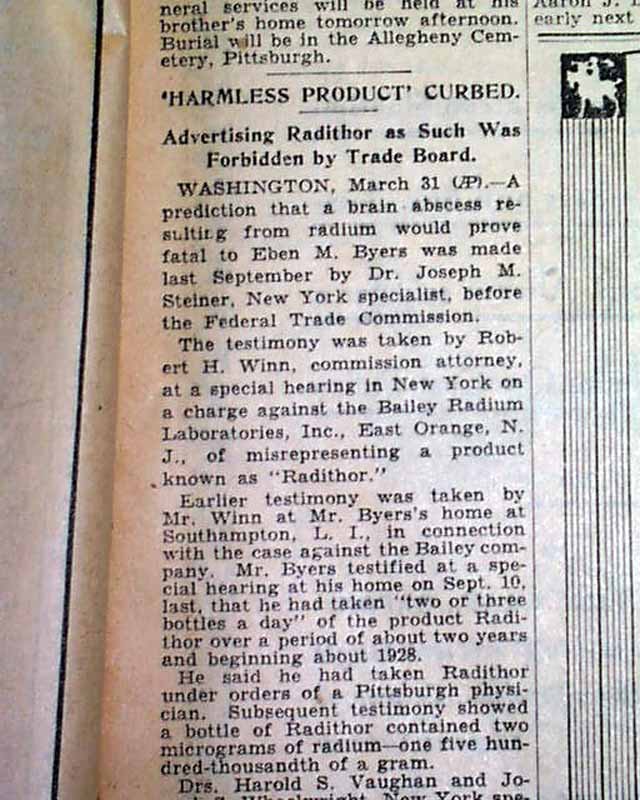 neral services will be held at his
brother's home tomorrow afternoon.
Burial will be in the Allegheny Cem-
etery, Pittsburgh.
'HARMLESS PRODUCT' CURBED.
Advertising Radithor as Such Was
Forbidden by Trade Board.
WASHINGTON, March 31 (AP).—A
prediction that a brain abscess re-
sulting from radium would prove
fatal to Eben M. Byers was made
last September by Dr. Joseph M.
Steiner, New York specialist, before
the Federal Trade Commission.
The testimony was taken by Rob-
ert H. Winn, commission attorney,
at a special hearing in New York on
a charge against the Bailey Radium
Laboratories, Inc., East Orange, N.
J., of misrepresenting a product
known as "Radithor."
Earlier testimony was taken by
Mr. Winn at Mr. Byers's home at
Southampton, L. I., in connection
with the case against the Bailey com-
pany. Mr. Byers testified at a spe-
cial hearing at his home on Sept. 10,
last, that he had taken "two or three
bottles a day" of the product Radi-
thor over a period of about two years
and beginning about 1928.
He said he had taken Radithor
under orders of a Pittsburgh physi-
cian. Subsequent testimony showed
a bottle of Radithor contained two
micrograms of radium—one five hun-
dred-thousandth of a gram.
Drs. Harold S. Vaughan and Jo-
New York spe-
Aaron J.
early next